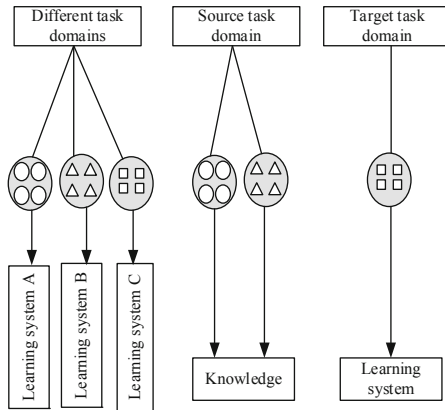 Different task
domains
Source task
domain
Target task
domain
Learning system A
Learning system B
Learning system C
Knowledge
Learning
system